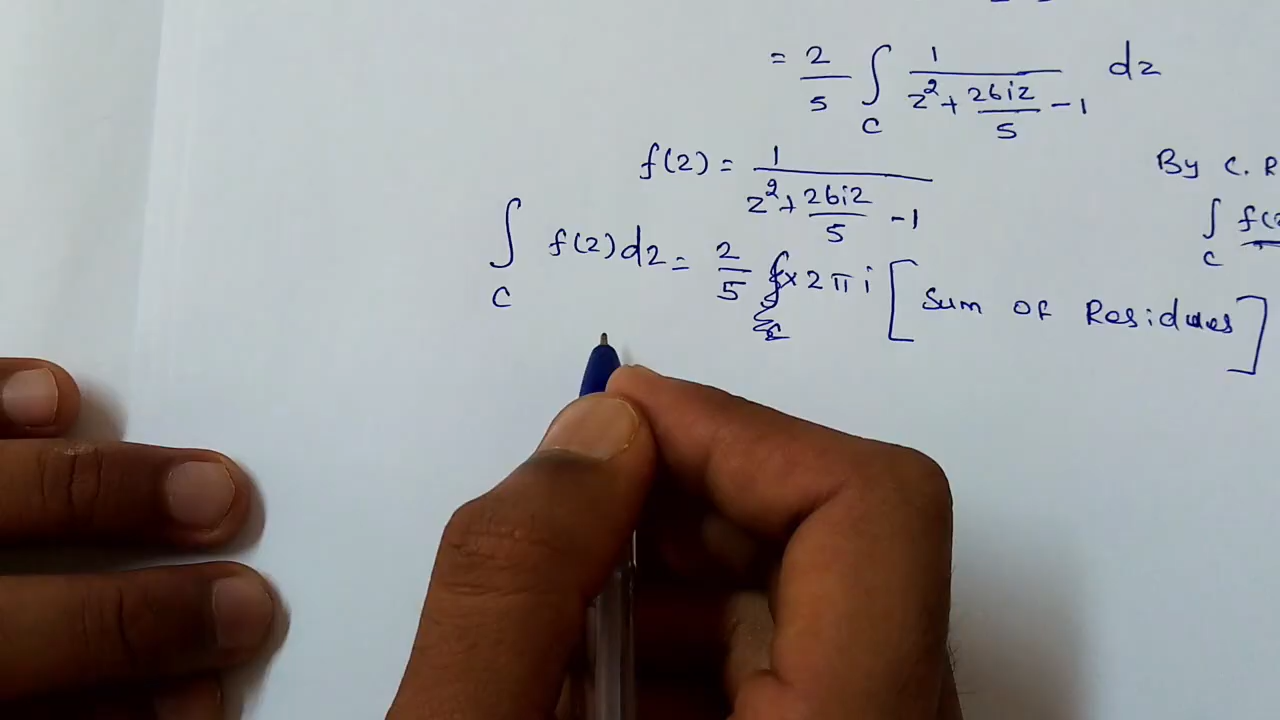 = 2/5 ∫_C 1/(z² + 26iz/5 - 1) dz
f(z) = 1/(z² + 26iz/5 - 1)
By C. R
∫_C f(z
∫_C f(z)dz = 2/5 × 2πi [Sum of Residues]